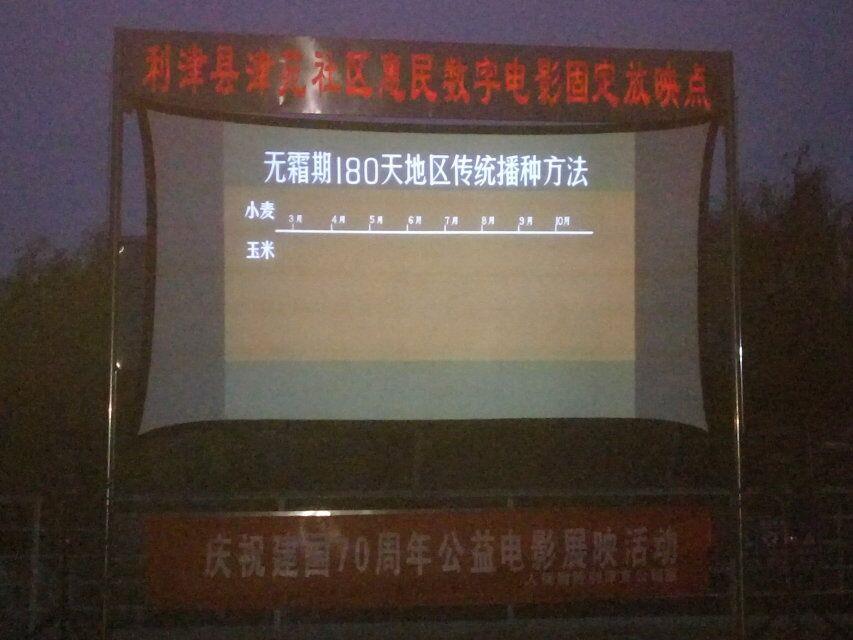 利津县津苑社区惠民数字电影固定放映点
无霜期180天地区传统播种方法
小麦
3月 4月 5月 6月 7月 8月 9月 10月
玉米
庆祝建国70周年公益电影展映活动